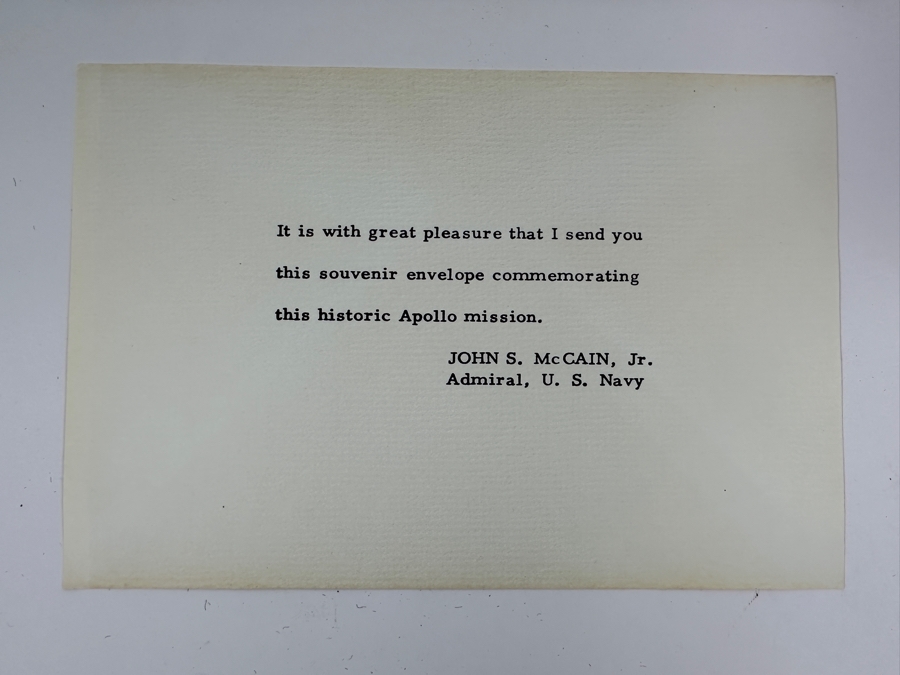 It is with great pleasure that I send you
this souvenir envelope commemorating
this historic Apollo mission.
JOHN S. McCAIN, Jr.
Admiral, U. S. Navy